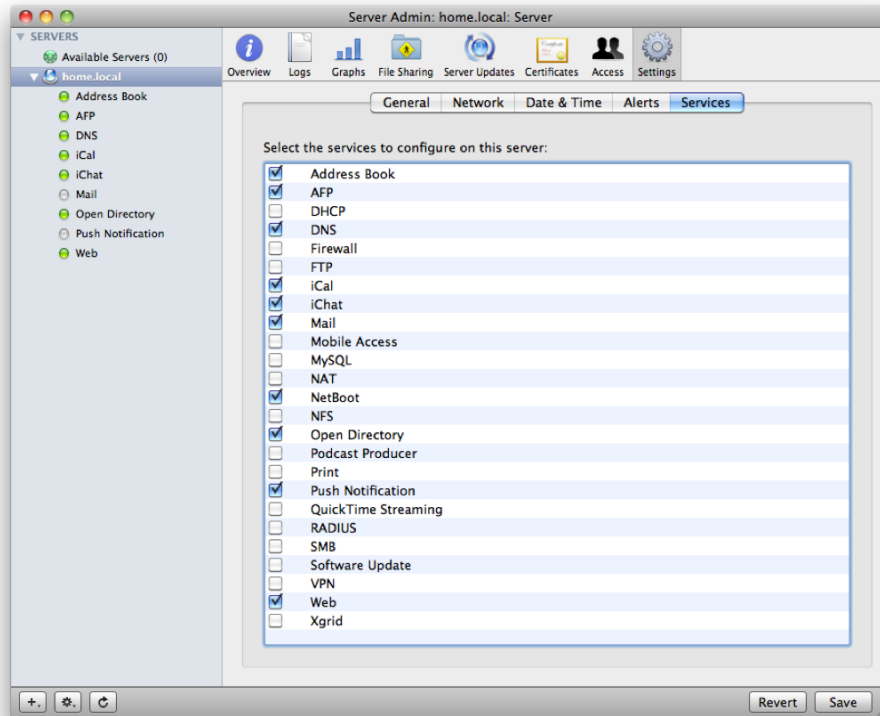 Server Admin: home.local: Server
SERVERS
Available Servers (0)
home.local
Address Book
AFP
DNS
iCal
iChat
Mail
Open Directory
Push Notification
Web
Overview
Logs
Graphs
File Sharing
Server Updates
Certificates
Access
Settings
General
Network
Date & Time
Alerts
Services
Select the services to configure on this server:
Address Book
AFP
DHCP
DNS
Firewall
FTP
iCal
iChat
Mail
Mobile Access
MySQL
NAT
NetBoot
NFS
Open Directory
Podcast Producer
Print
Push Notification
QuickTime Streaming
RADIUS
SMB
Software Update
VPN
Web
Xgrid
Revert
Save